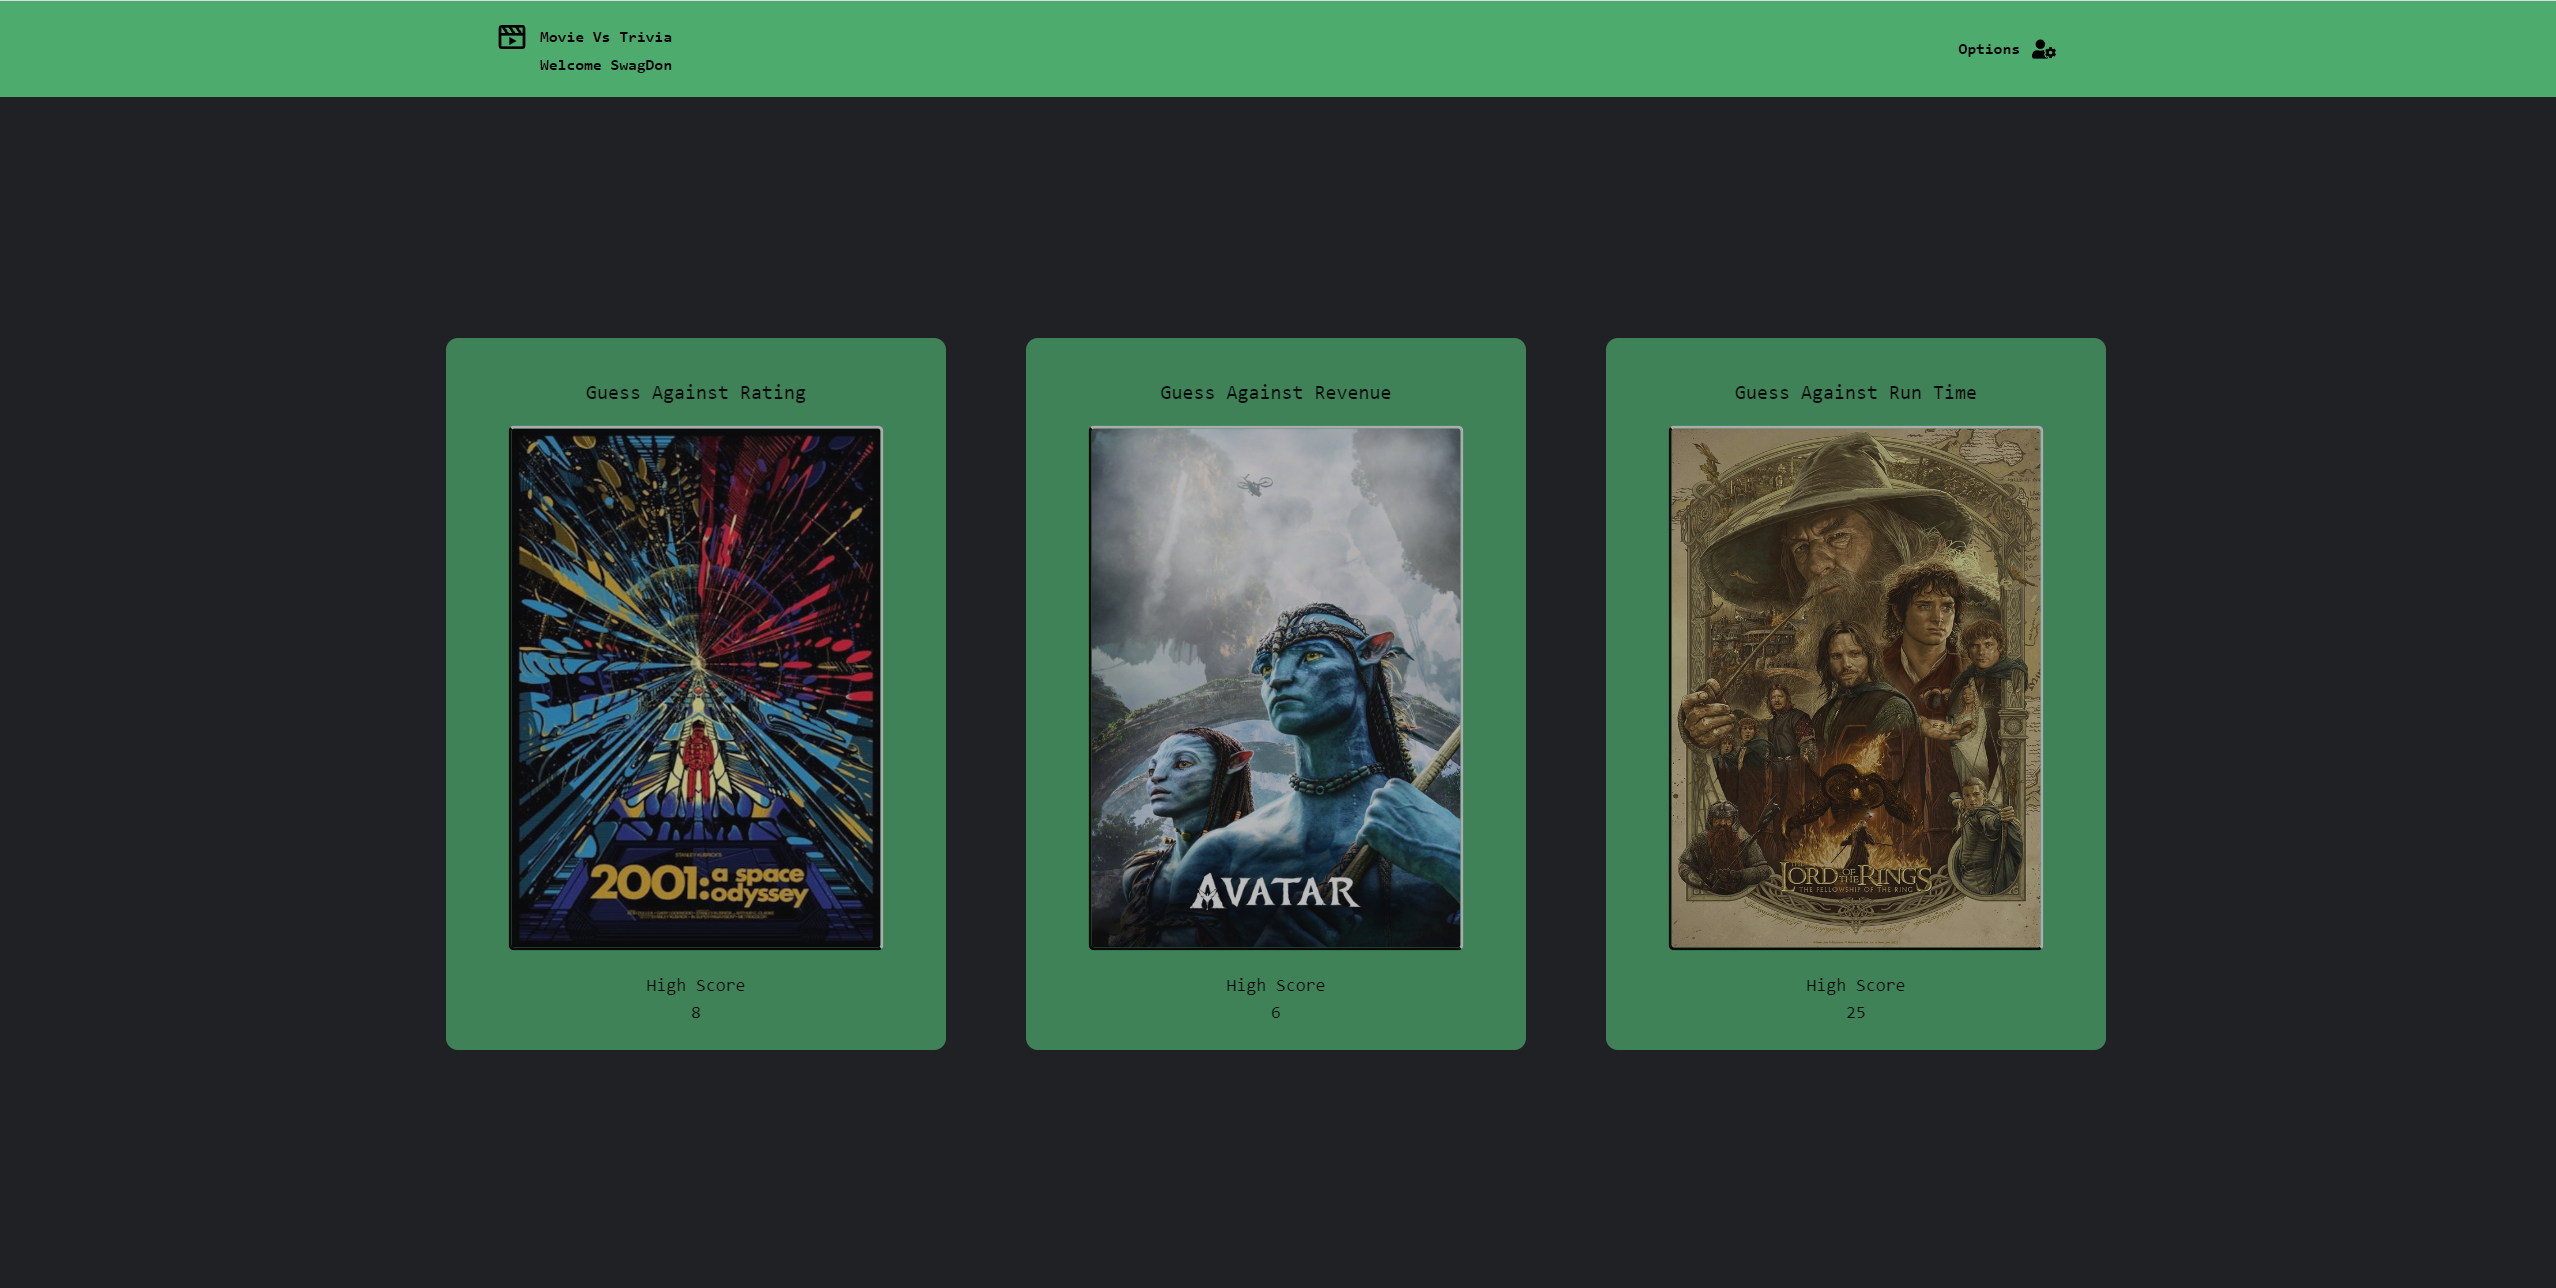 Movie Vs Trivia
Welcome SwagDon
Options
Guess Against Rating
STANLEY KUBRICK'S
2001: a space
odyssey
High Score
8
Guess Against Revenue
AVATAR
High Score
6
Guess Against Run Time
THE
LORD OF THE RINGS
THE FELLOWSHIP OF THE RING
High Score
25